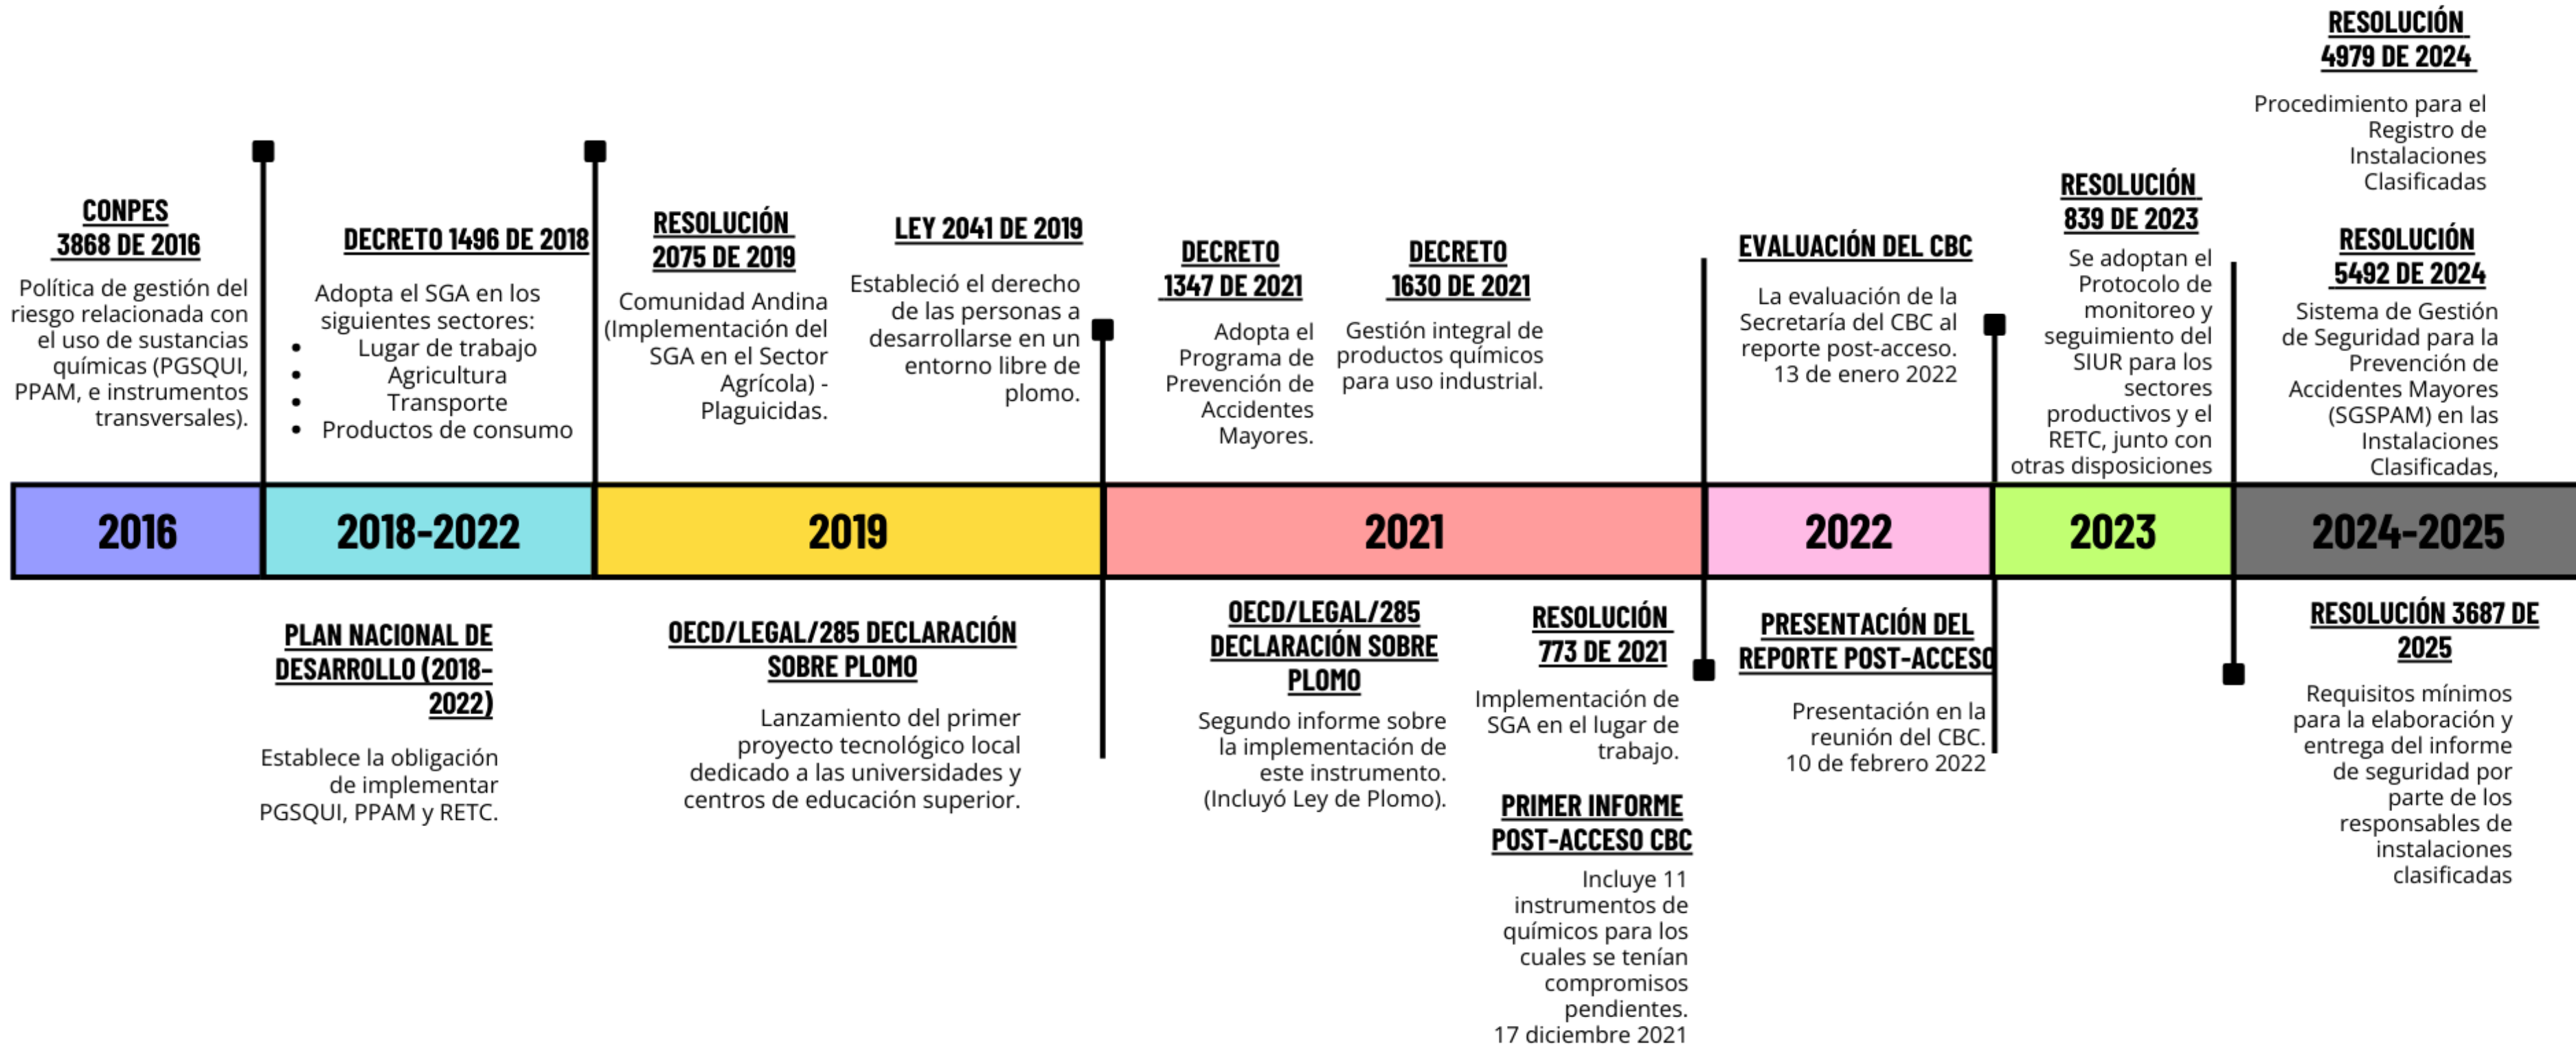 CONPES
3868 DE 2016
Política de gestión del
riesgo relacionada con
el uso de sustancias
químicas (PGSQUI,
PPAM, e instrumentos
transversales).
DECRETO 1496 DE 2018
Adopta el SGA en los
siguientes sectores:
• Lugar de trabajo
• Agricultura
• Transporte
• Productos de consumo
RESOLUCIÓN
2075 DE 2019
Comunidad Andina
(Implementación del
SGA en el Sector
Agrícola) -
Plaguicidas.
LEY 2041 DE 2019
Estableció el derecho
de las personas a
desarrollarse en un
entorno libre de
plomo.
DECRETO
1347 DE 2021
Adopta el
Programa de
Prevención de
Accidentes
Mayores.
DECRETO
1630 DE 2021
Gestión integral de
productos químicos
para uso industrial.
EVALUACIÓN DEL CBC
La evaluación de la
Secretaría del CBC al
reporte post-acceso.
13 de enero 2022
RESOLUCIÓN
839 DE 2023
Se adoptan el
Protocolo de
monitoreo y
seguimiento del
SIUR para los
sectores
productivos y el
RETC, junto con
otras disposiciones
RESOLUCIÓN
4979 DE 2024
Procedimiento para el
Registro de
Instalaciones
Clasificadas
RESOLUCIÓN
5492 DE 2024
Sistema de Gestión
de Seguridad para la
Prevención de
Accidentes Mayores
(SGSPAM) en las
Instalaciones
Clasificadas,
2016
2018-2022
2019
2021
2022
2023
2024-2025
PLAN NACIONAL DE
DESARROLLO (2018-
2022)
Establece la obligación
de implementar
PGSQUI, PPAM y RETC.
OECD/LEGAL/285 DECLARACIÓN
SOBRE PLOMO
Lanzamiento del primer
proyecto tecnológico local
dedicado a las universidades y
centros de educación superior.
OECD/LEGAL/285
DECLARACIÓN SOBRE
PLOMO
Segundo informe sobre
la implementación de
este instrumento.
(Incluyó Ley de Plomo).
RESOLUCIÓN
773 DE 2021
Implementación de
SGA en el lugar de
trabajo.
PRIMER INFORME
POST-ACCESO CBC
Incluye 11
instrumentos de
químicos para los
cuales se tenían
compromisos
pendientes.
17 diciembre 2021
PRESENTACIÓN DEL
REPORTE POST-ACCESO
Presentación en la
reunión del CBC.
10 de febrero 2022
RESOLUCIÓN 3687 DE
2025
Requisitos mínimos
para la elaboración y
entrega del informe
de seguridad por
parte de los
responsables de
instalaciones
clasificadas